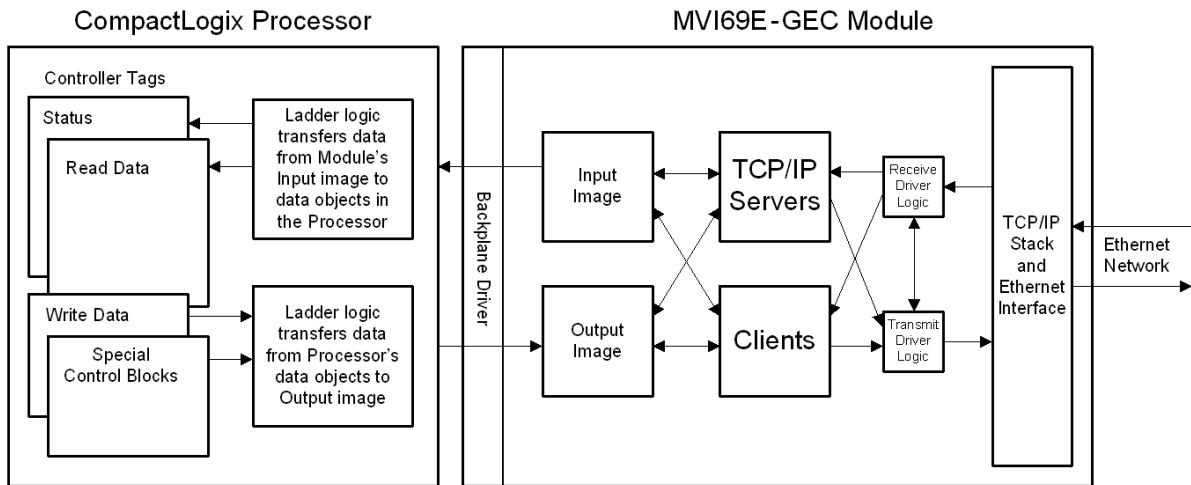 CompactLogix Processor
MVI69E-GEC Module
Controller Tags
Status
Read Data
Ladder logic
transfers data
from Module's
Input image to
data objects in
the Processor
Write Data
Special
Control Blocks
Ladder logic
transfers data
from Processor's
data objects to
Output image
Backplane Driver
Input
Image
Output
Image
TCP/IP
Servers
Clients
Receive
Driver
Logic
Transmit
Driver
Logic
TCP/IP
Stack
and
Ethernet
Interface
Ethernet
Network